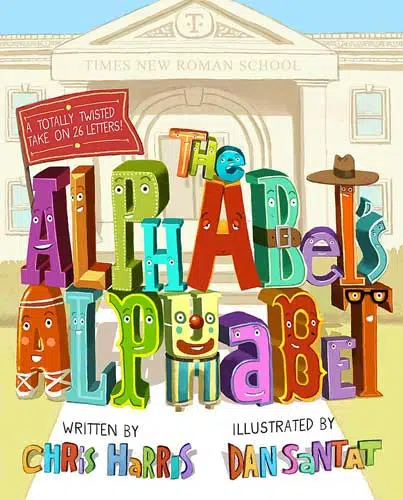 T
TIMES NEW ROMAN SCHOOL
A TOTALLY TWISTED
TAKE ON 26 LETTERS!
THe
ALPHABeT's
ALPHaBET
WRITTEN BY
CHRiS HaRRiS
ILLUSTRATED BY
DAN SaNTAT